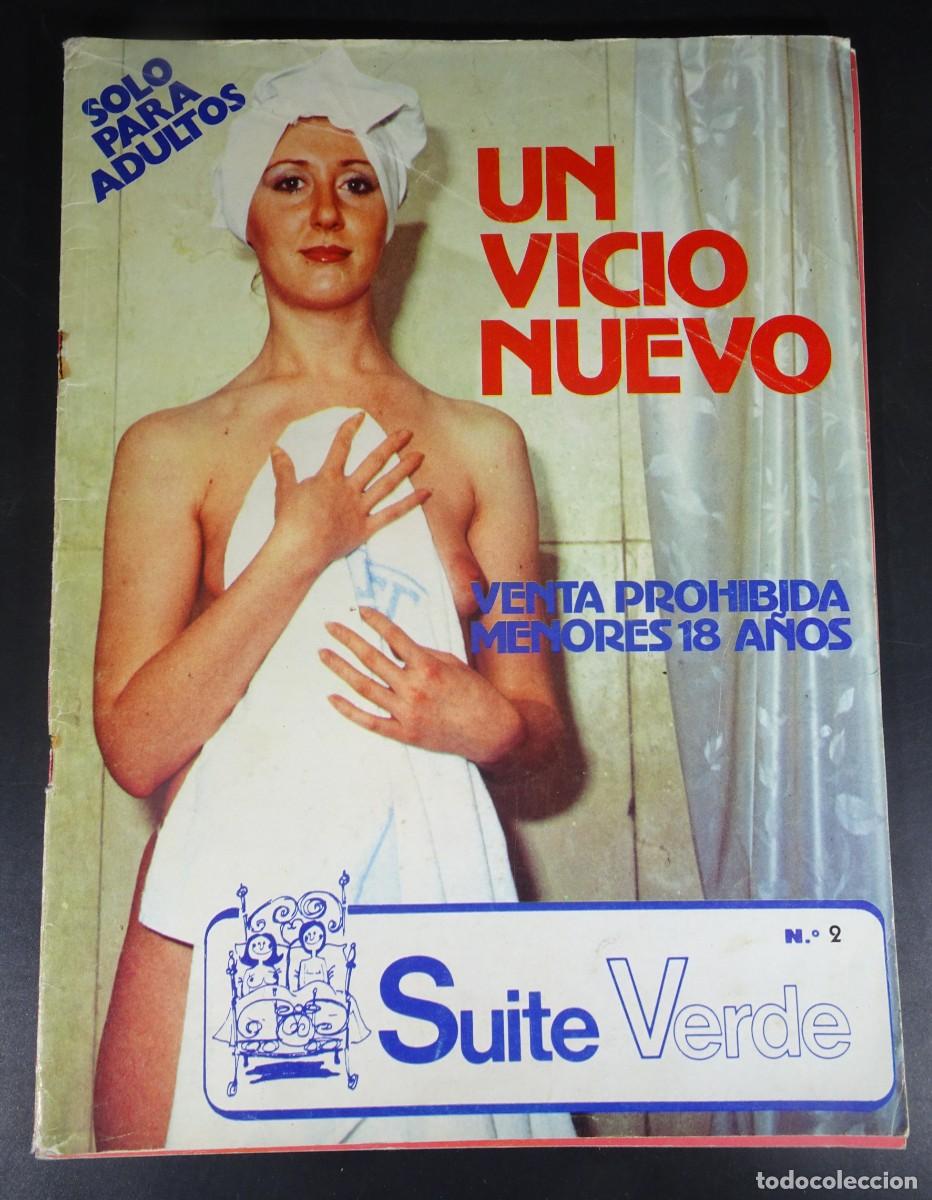 SOLO
PARA
ADULTOS
UN
VICIO
NUEVO
VENTA PROHIBIDA
MENORES 18 AÑOS
N.º 2
Suite Verde
todocoleccion